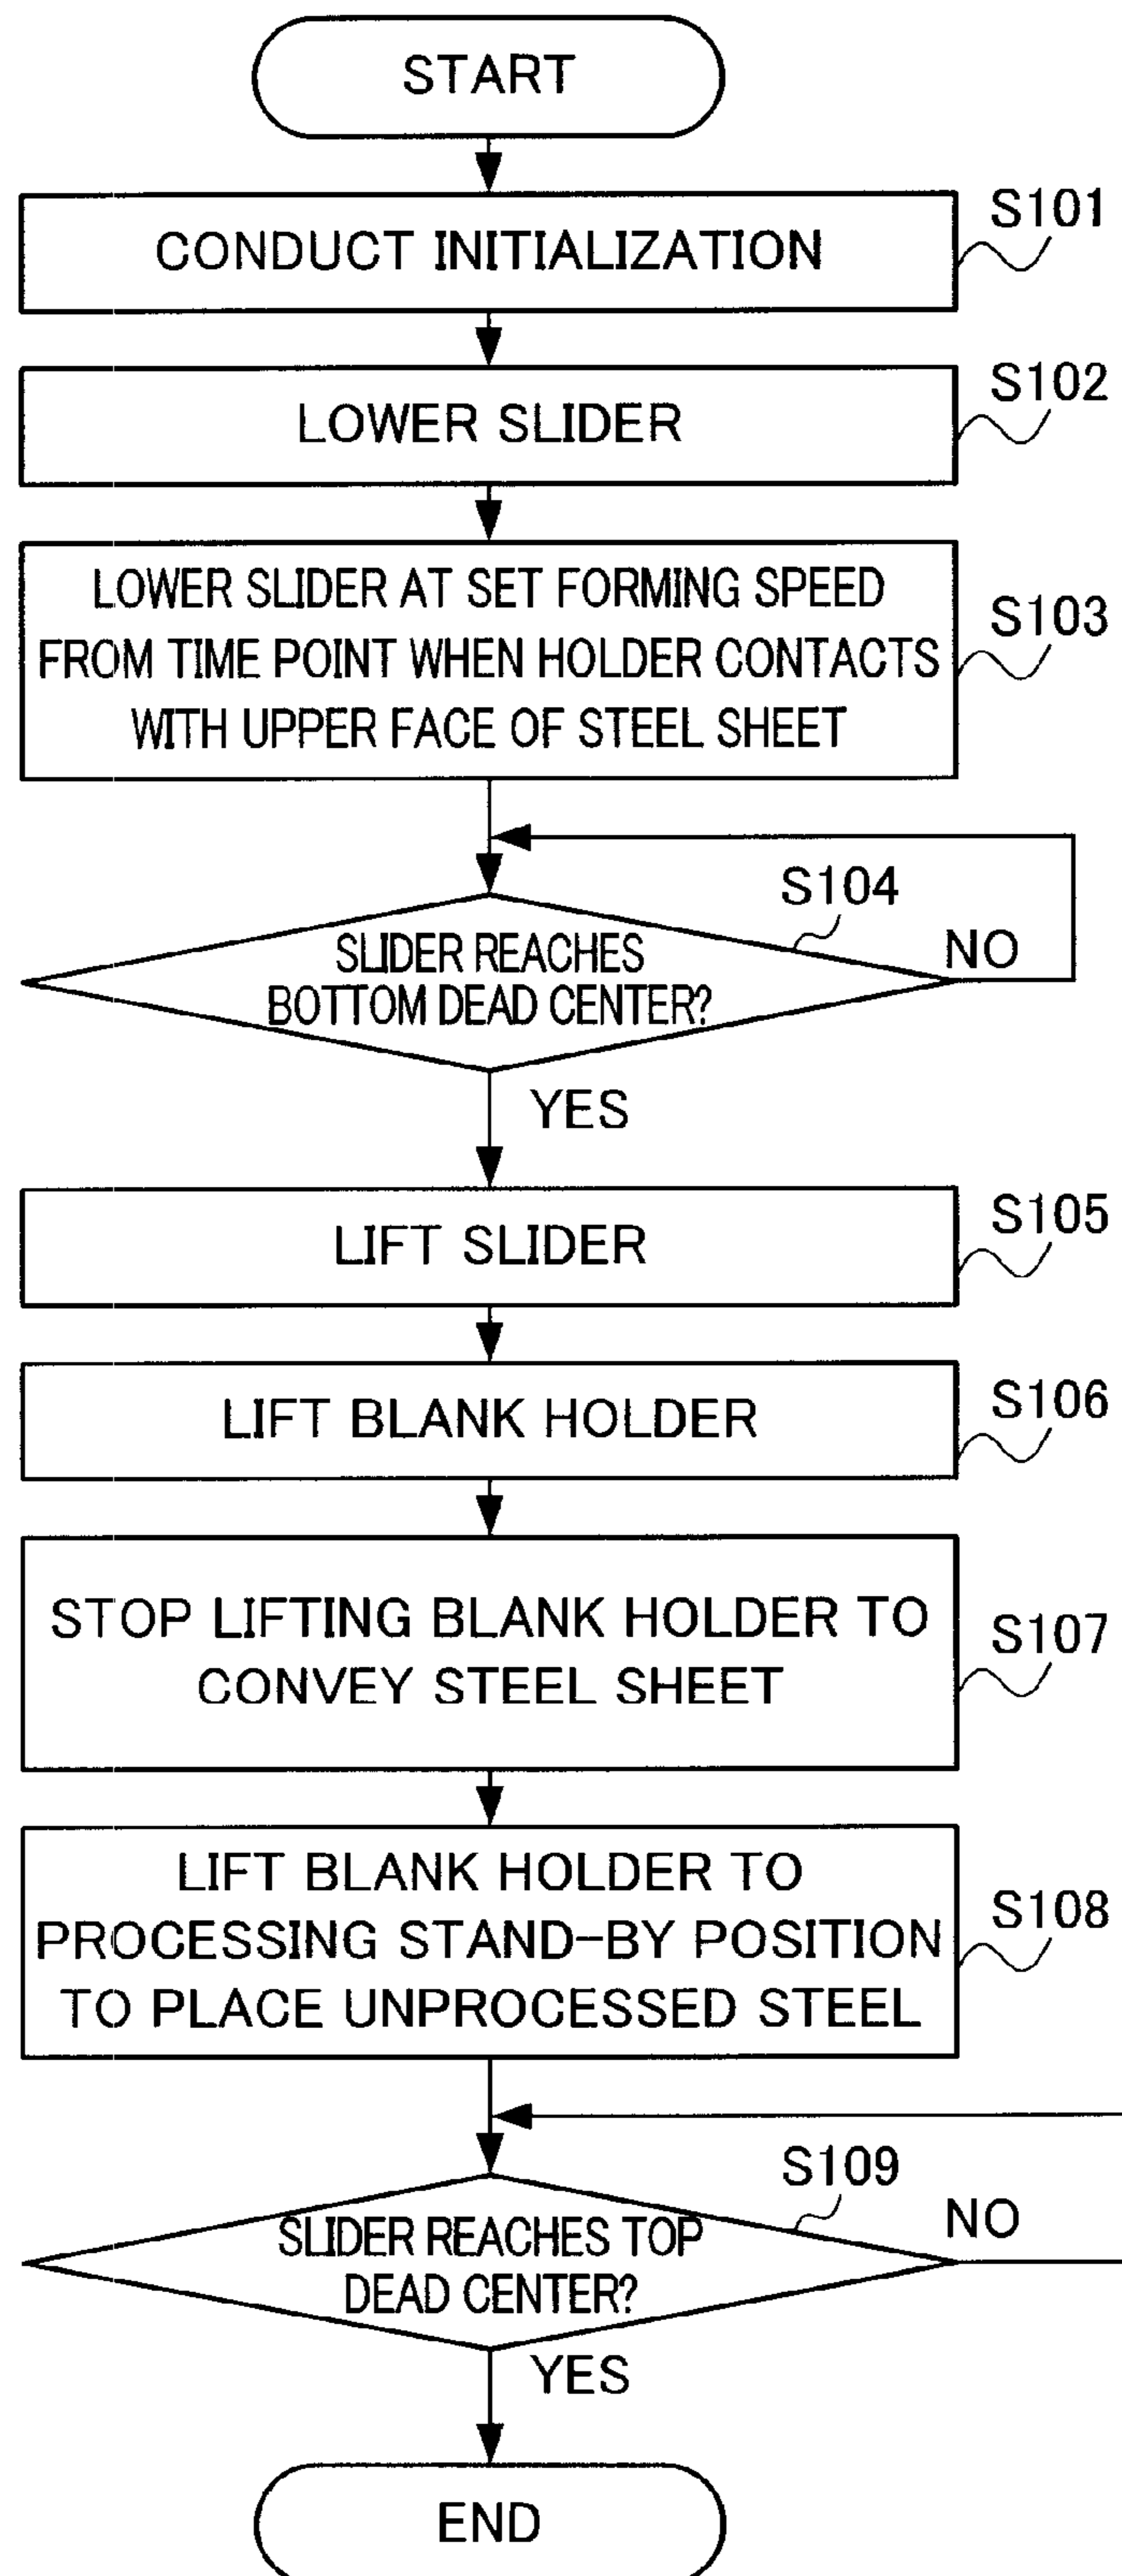 START
S101
CONDUCT INITIALIZATION
S102
LOWER SLIDER
LOWER SLIDER AT SET FORMING SPEED
S103
FROM TIME POINT WHEN HOLDER CONTACTS
WITH UPPER FACE OF STEEL SHEET
S104
SLIDER REACHES
NO
BOTTOM DEAD CENTER?
YES
S105
LIFT SLIDER
S106
LIFT BLANK HOLDER
STOP LIFTING BLANK HOLDER TO
S107
CONVEY STEEL SHEET
LIFT BLANK HOLDER TO
S108
PROCESSING STAND-BY POSITION
TO PLACE UNPROCESSED STEEL
S109
NO
SLIDER REACHES TOP
DEAD CENTER?
YES
END